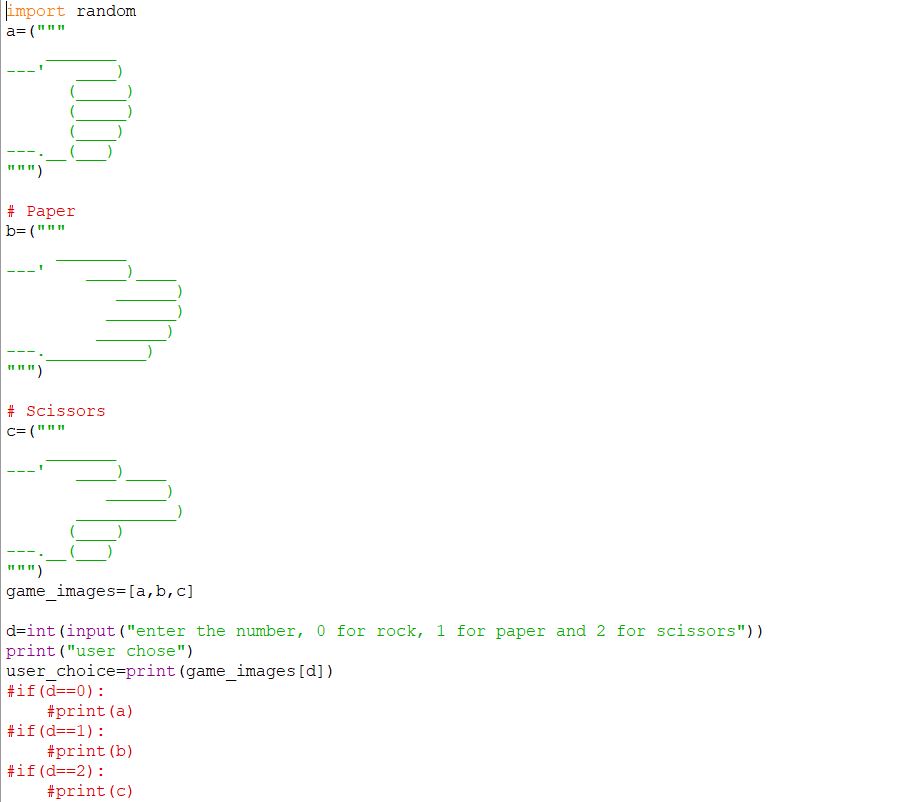 import random
a=("""
    _______
---'   ____)
      (_____)
      (_____)
      (____)
---.__(___)
""")
# Paper
b=("""
     _______
---'    ____)____
           ______)
          _______)
         _______)
---.__________)
""")
# Scissors
c=("""
    _______
---'   ____)____
          ______)
       __________)
      (____)
---.__(___)
""")
game_images=[a,b,c]
d=int(input("enter the number, 0 for rock, 1 for paper and 2 for scissors"))
print("user chose")
user_choice=print(game_images[d])
#if(d==0):
    #print(a)
#if(d==1):
    #print(b)
#if(d==2):
    #print(c)